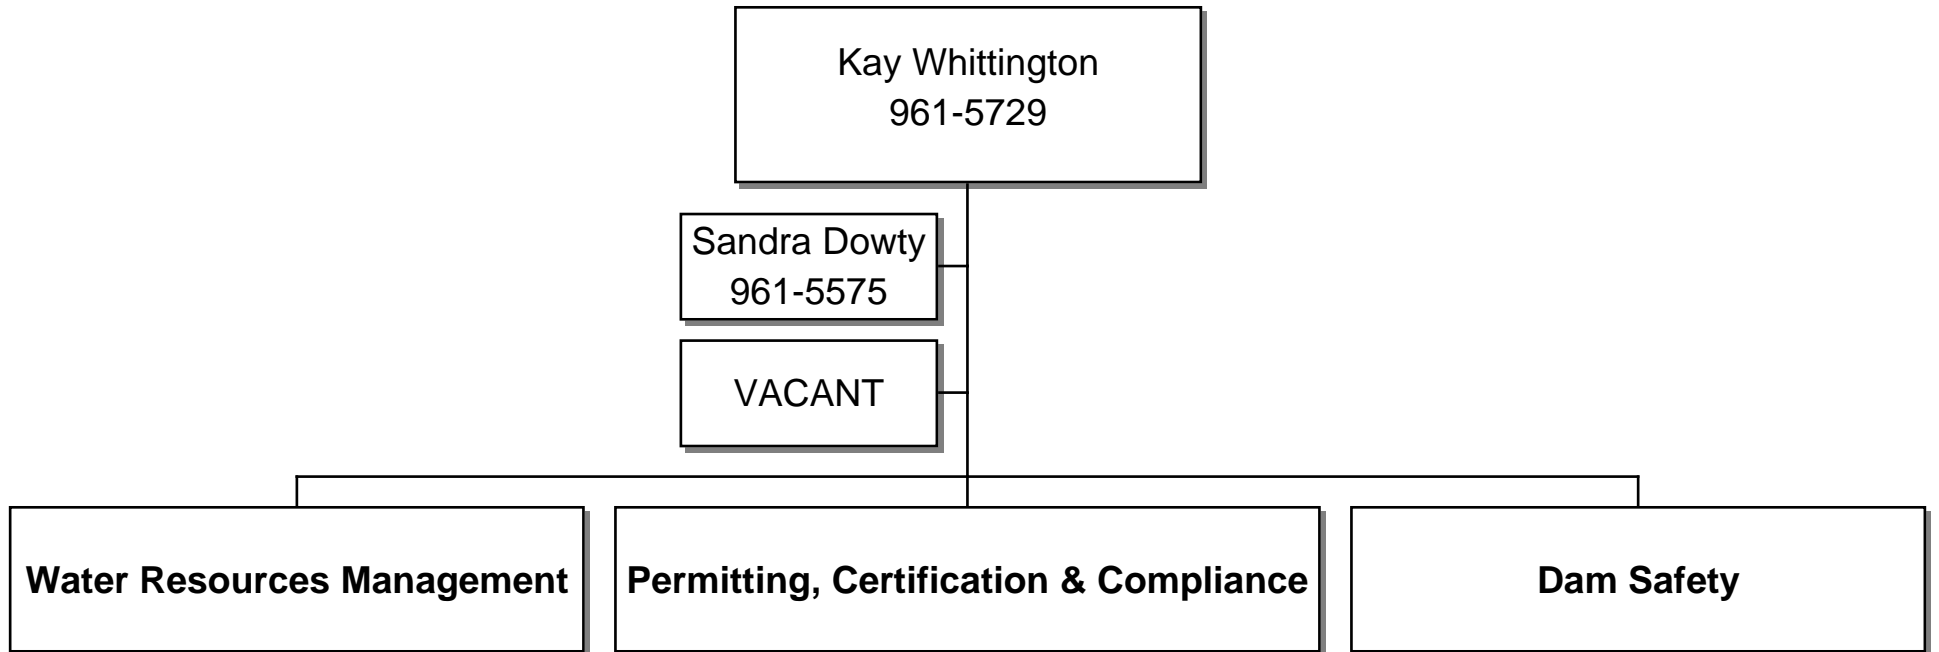 Kay Whittington
961-5729
Sandra Dowty
961-5575
VACANT
Water Resources Management
Permitting, Certification & Compliance
Dam Safety